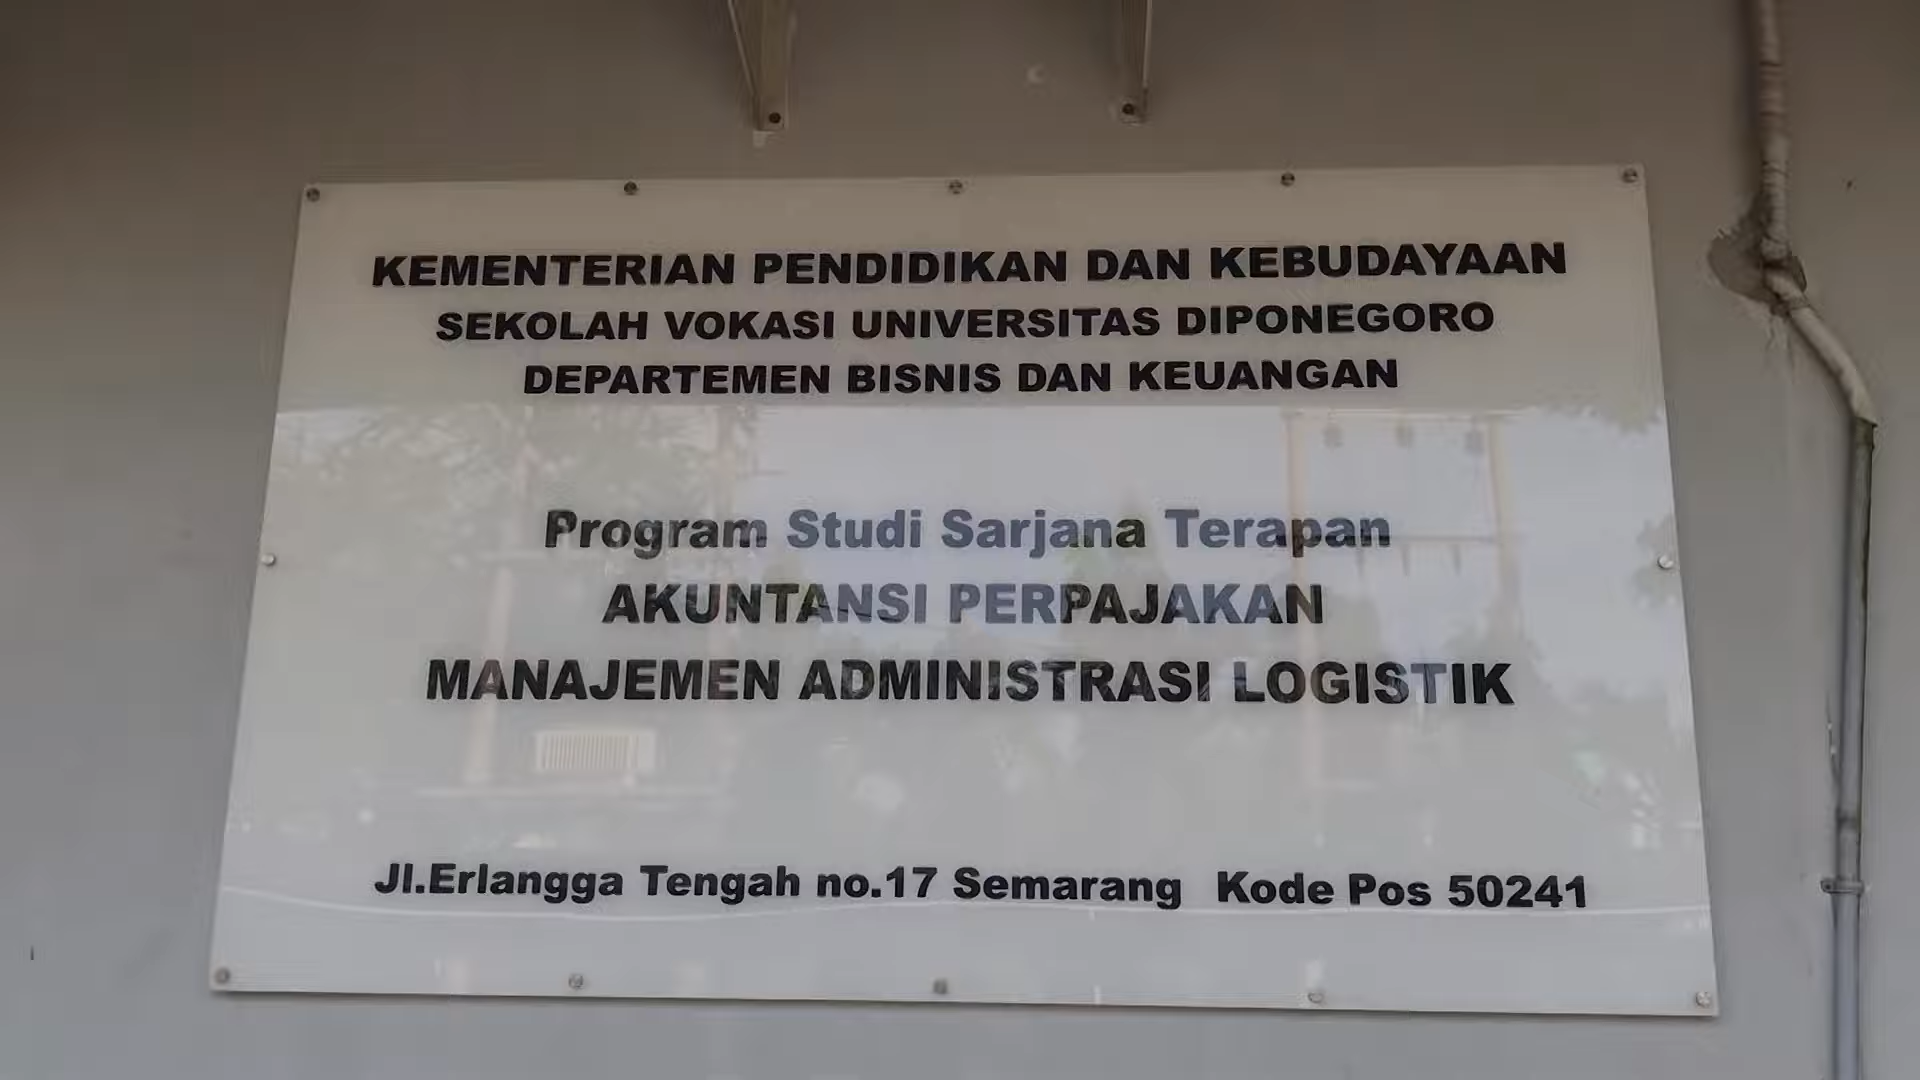 KEMENTERIAN PENDIDIKAN DAN KEBUDAYAAN
SEKOLAH VOKASI UNIVERSITAS DIPONEGORO
DEPARTEMEN BISNIS DAN KEUANGAN
Program Studi Sarjana Terapan
AKUNTANSI PERPAJAKAN
MANAJEMEN ADMINISTRASI LOGISTIK
Jl.Erlangga Tengah no.17 Semarang Kode Pos 50241